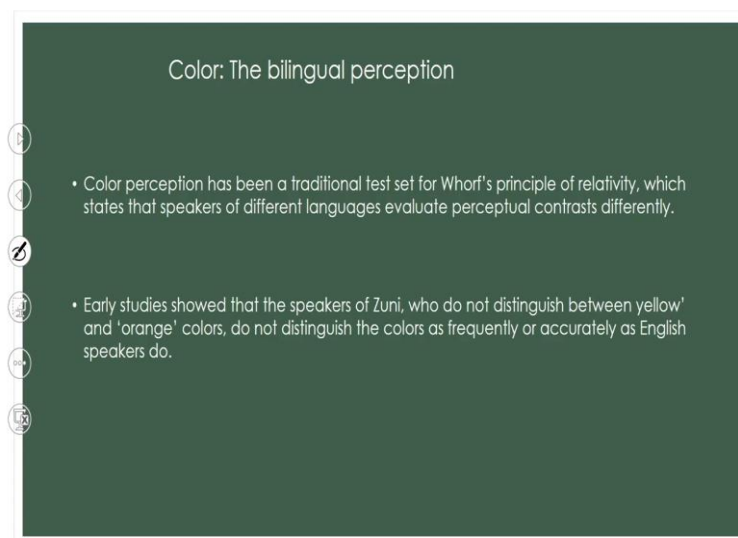 Color: The bilingual perception
• Color perception has been a traditional test set for Whorf's principle of relativity, which
states that speakers of different languages evaluate perceptual contrasts differently.
• Early studies showed that the speakers of Zuni, who do not distinguish between yellow'
and 'orange' colors, do not distinguish the colors as frequently or accurately as English
speakers do.